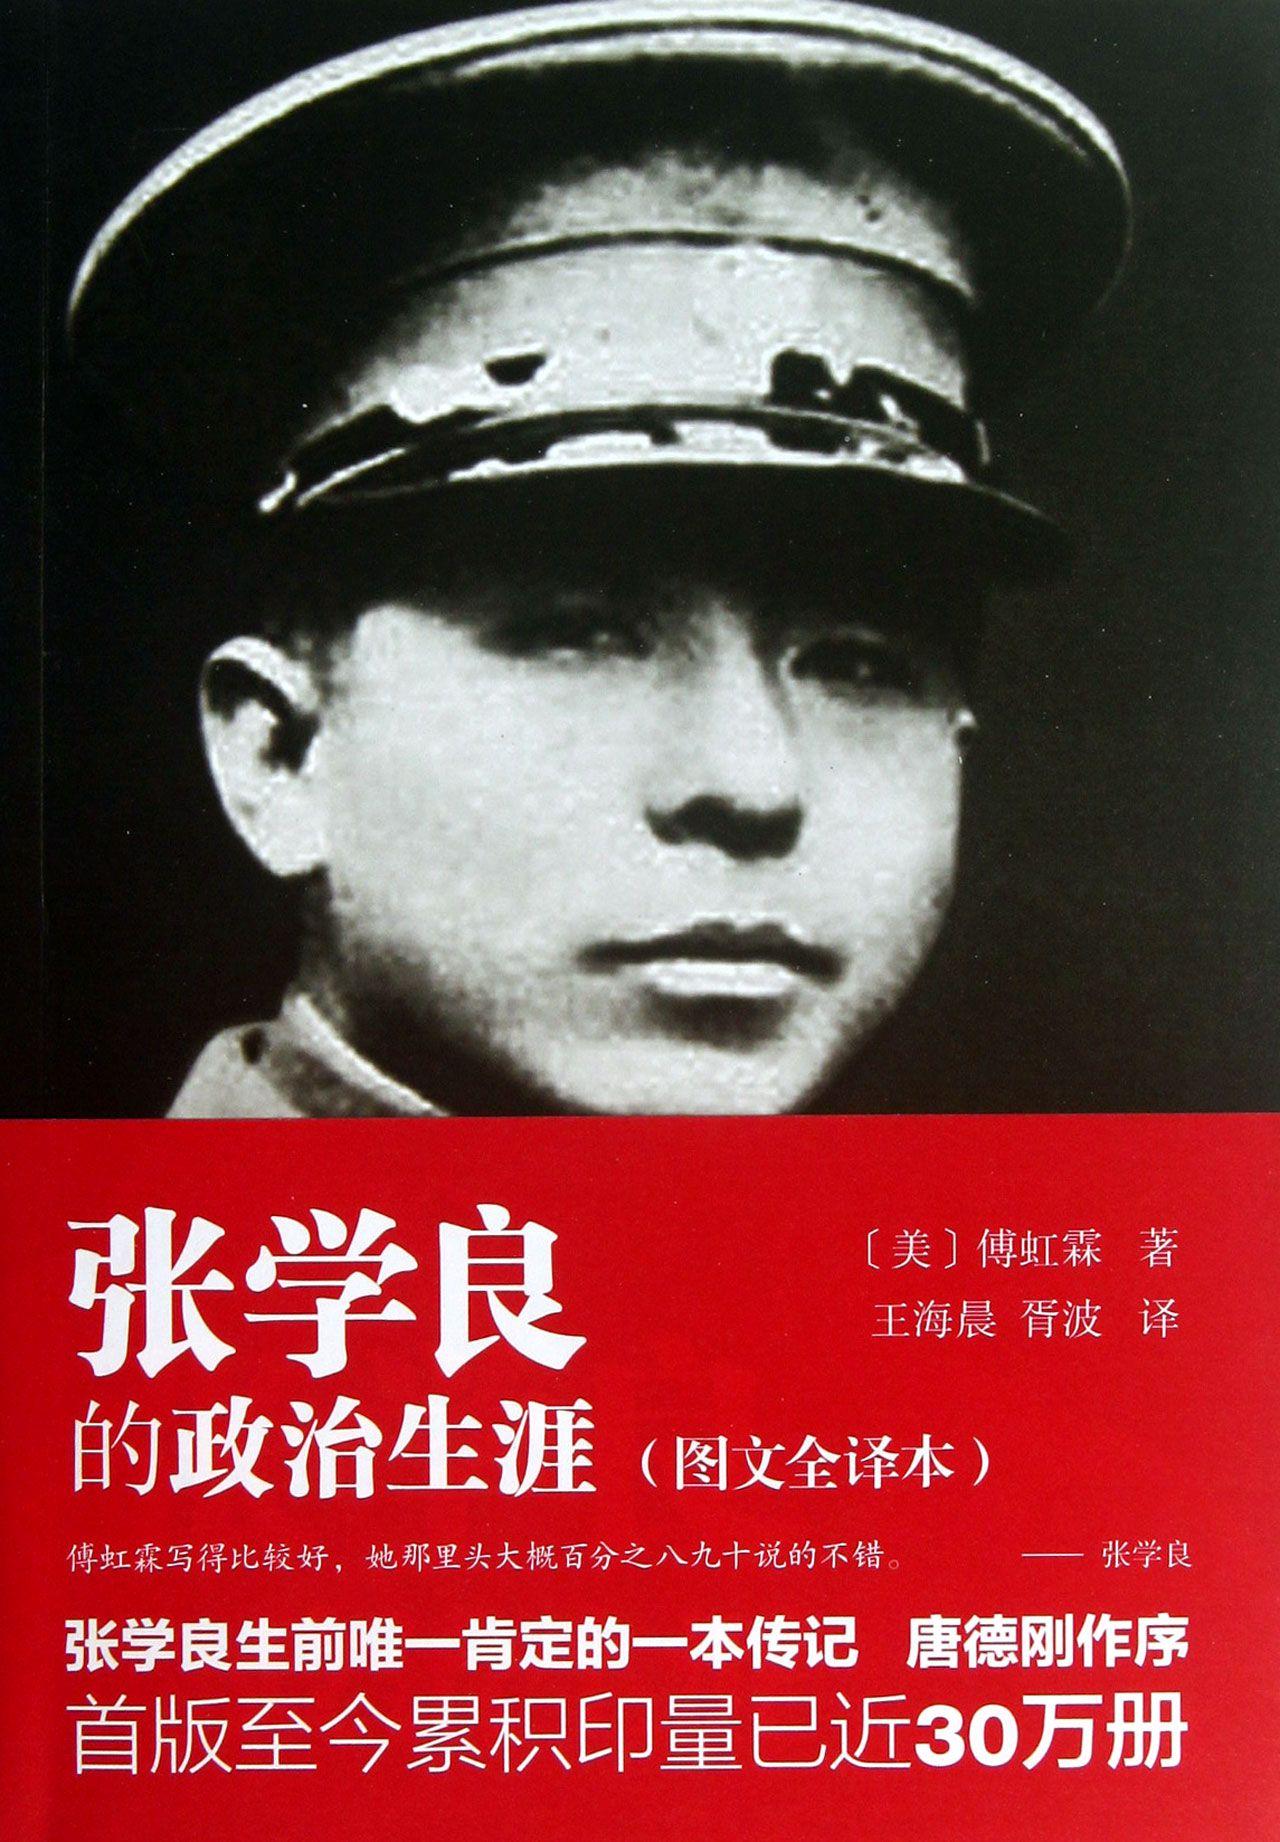 张学良
的政治生涯（图文全译本）
〔美〕傅虹霖 著
王海晨 胥波 译
傅虹霖写得比较好，她那里头大概百分之八九十说的不错。 —— 张学良
张学良生前唯一肯定的一本传记 唐德刚作序
首版至今累积印量已近30万册